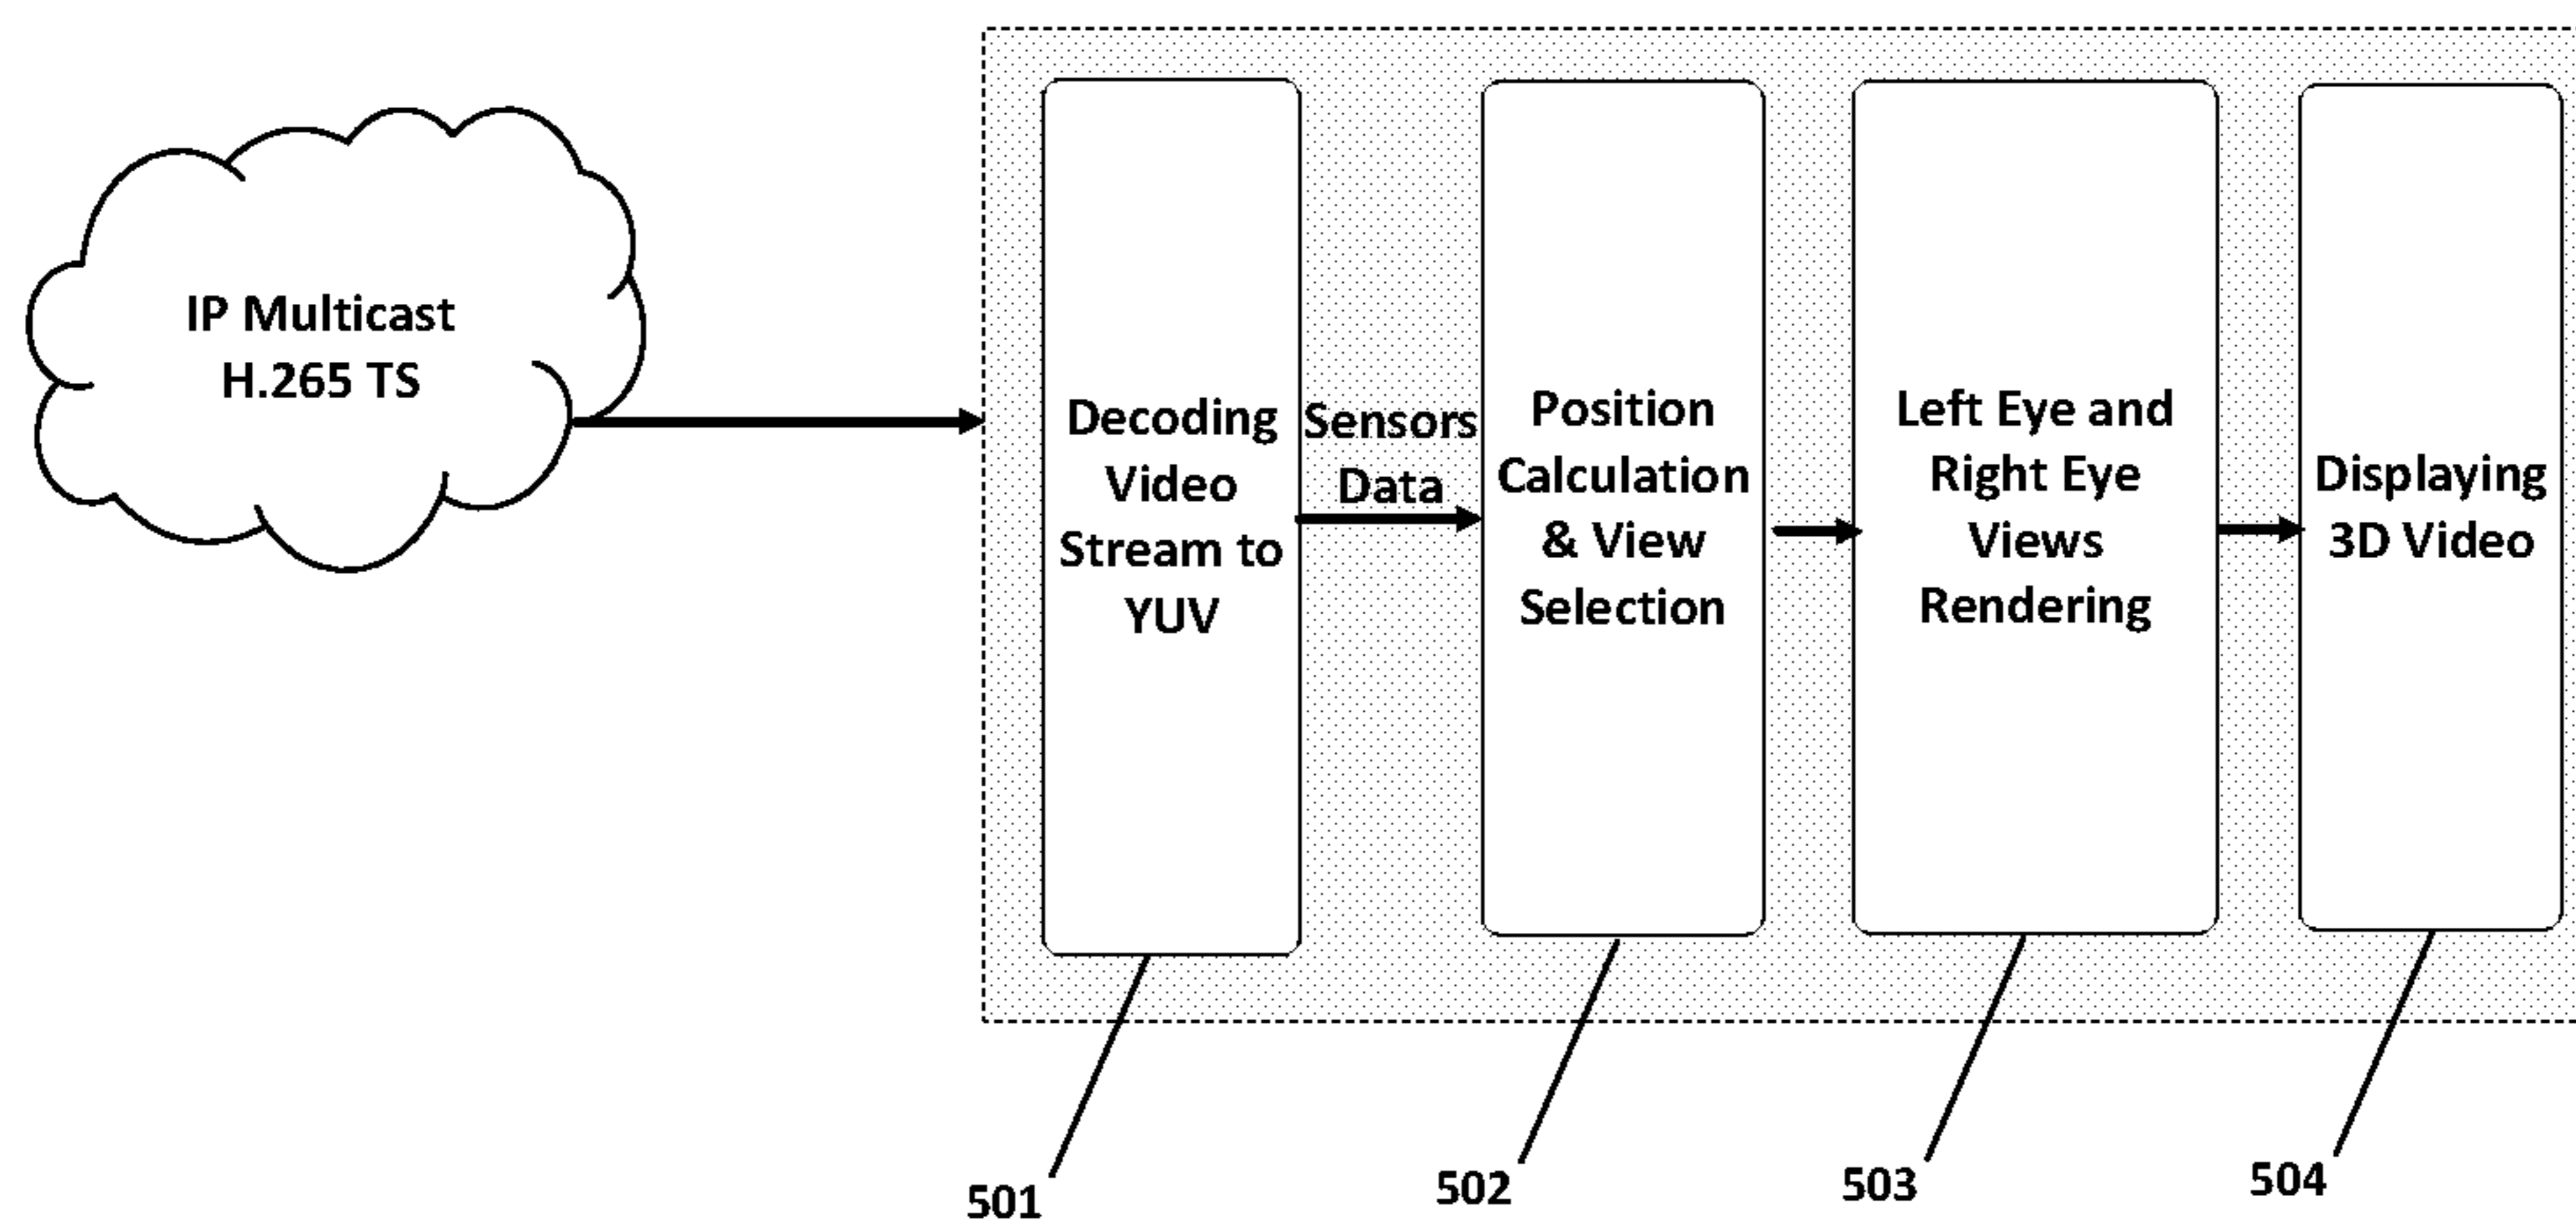 IP Multicast
H.265 TS
Decoding
Video
Stream to
YUV
Sensors
Data
Position
Calculation
& View
Selection
Left Eye and
Right Eye
Views
Rendering
Displaying
3D Video
501
502
503
504